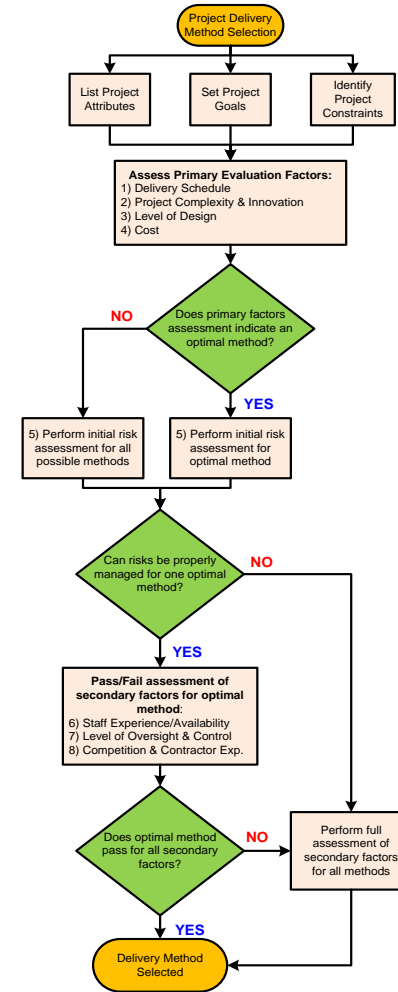 Project Delivery
Method Selection
List Project
Attributes
Set Project
Goals
Identify
Project
Constraints
Assess Primary Evaluation Factors:
1) Delivery Schedule
2) Project Complexity & Innovation
3) Level of Design
4) Cost
Does primary factors
assessment indicate an
optimal method?
NO
YES
5) Perform initial risk
assessment for all
possible methods
5) Perform initial risk
assessment for
optimal method
Can risks be properly
managed for one optimal
method?
NO
YES
Pass/Fail assessment of
secondary factors for optimal
method:
6) Staff Experience/Availability
7) Level of Oversight & Control
8) Competition & Contractor Exp.
Does optimal method
pass for all secondary
factors?
NO
YES
Perform full
assessment of
secondary factors
for all methods
Delivery Method
Selected